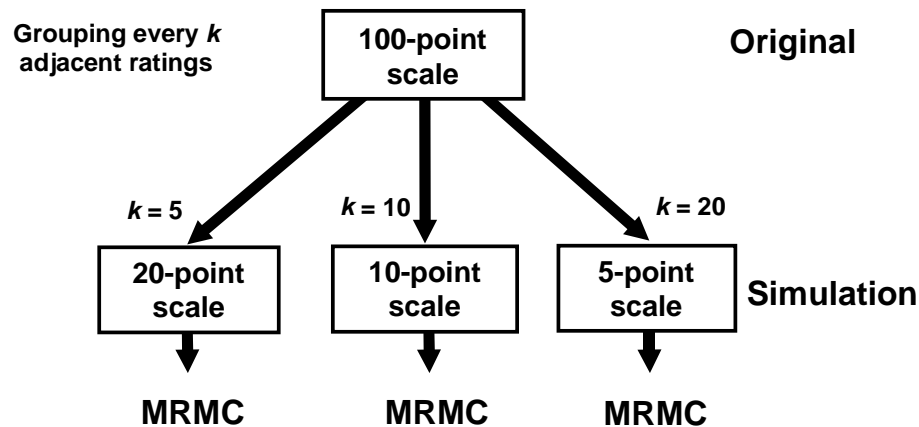 Grouping every k
adjacent ratings
100-point
scale
Original
k = 5
k = 10
k = 20
20-point
scale
10-point
scale
5-point
scale
Simulation
MRMC
MRMC
MRMC